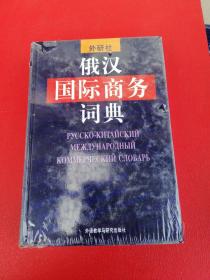 外研社
俄汉
国际商务
词典
РУССКО-КИТАЙСКИЙ
МЕЖДУНАРОДНЫЙ
КОММЕРЧЕСКИЙ СЛОВАРЬ
外语教学与研究出版社